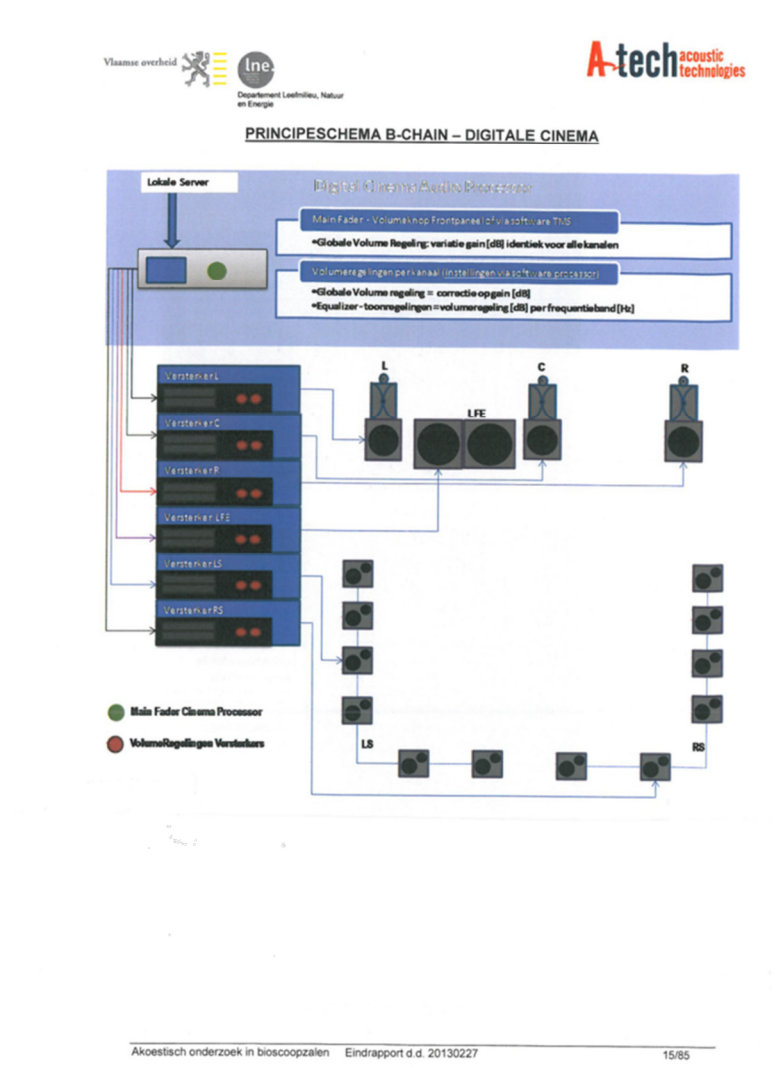 Vlaamse overheid
lne.
Departement Leefmilieu, Natuur
en Energie
A-tech acoustic
technologies
PRINCIPESCHEMA B-CHAIN – DIGITALE CINEMA
Lokale Server
Digital Cinema Audio Processor
Main Fader - Volumeknop Frontpaneel of via software TMS
•Globale Volume Regeling: variatie gain [dB] identiek voor alle kanalen
Volumeregelingen per kanaal (instellingen via software processor)
•Globale Volume regeling = correctie op gain [dB]
•Equalizer - toonregelingen = volumeregeling [dB] per frequentieband [Hz]
L
C
R
LFE
Versterker L
Versterker C
Versterker R
Versterker LFE
Versterker LS
Versterker RS
Main Fader Cinema Processor
VolumeRegelingen Versterkers
LS
RS
Akoestisch onderzoek in bioscoopzalen Eindrapport d.d. 20130227
15/85